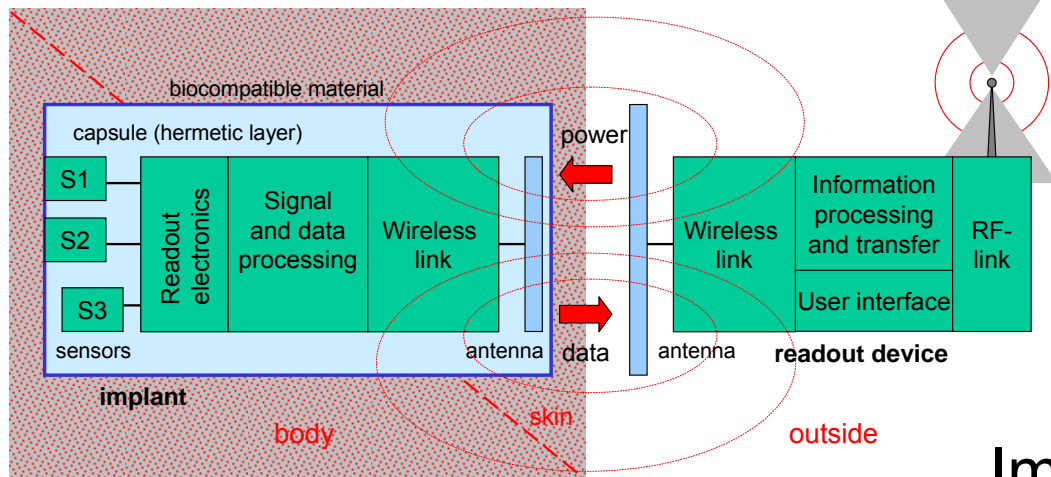 biocompatible material
capsule (hermetic layer)
S1
S2
S3
sensors
Readout
electronics
Signal
and data
processing
Wireless
link
antenna
implant
body
skin
power
data
antenna
Wireless
link
Information
processing
and transfer
User interface
RF-
link
readout device
outside
Im